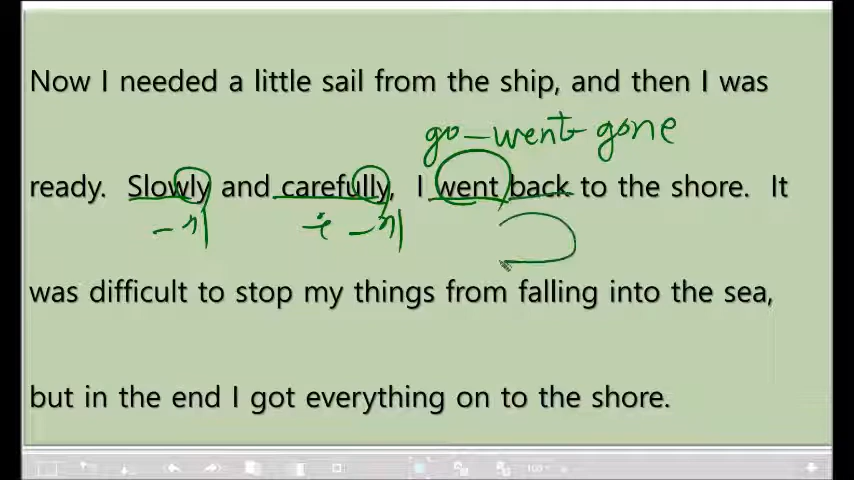 Now I needed a little sail from the ship, and then I was
go-went-gone
ready. Slowly and carefully, I went back to the shore. It
-게 -게
was difficult to stop my things from falling into the sea,
but in the end I got everything on to the shore.